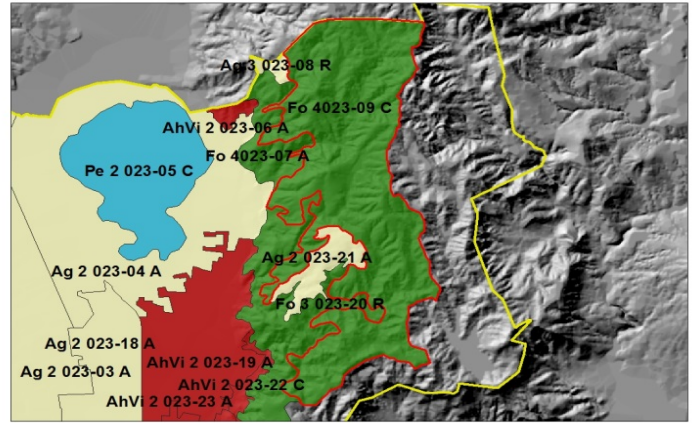 Ag 3 023-08 R
Fo 4023-09 C
AhVi 2 023-06 A
Fo 4023-07 A
Pe 2 023-05 C
Ag 2 023-21 A
Ag 2 023-04 A
Fo 3 023-20 R
Ag 2 023-18 A
AhVi 2 023-19 A
Ag 2 023-03 A
AhVi 2 023-22 C
AhVi 2 023-23 A